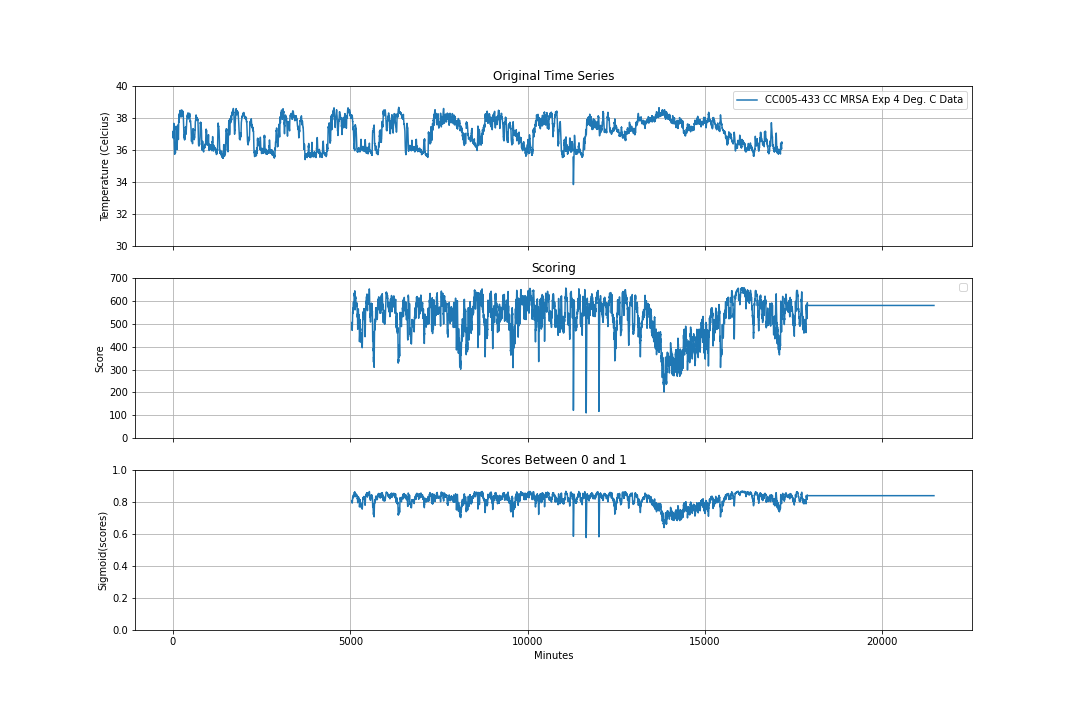 Original Time Series
40
38
36
34
32
30
Temperature (Celcius)
CC005-433 CC MRSA Exp 4 Deg. C Data
Scoring
700
600
500
400
300
200
100
0
Score
Scores Between 0 and 1
1.0
0.8
0.6
0.4
0.2
0.0
Sigmoid(scores)
0 5000 10000 15000 20000
Minutes